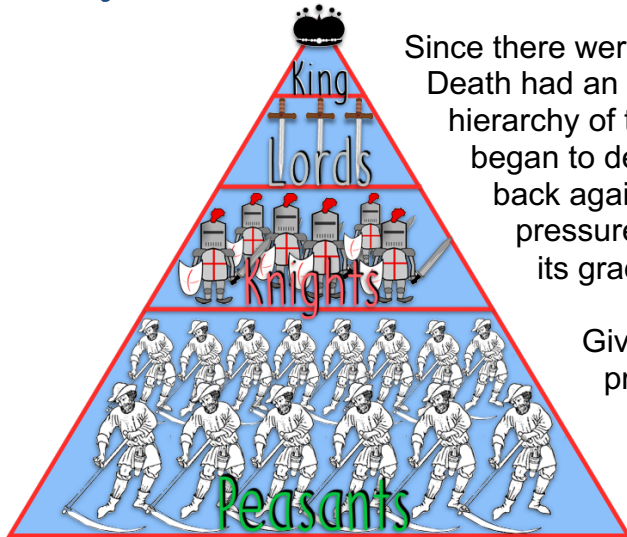 Since there wer
Death had an
hierarchy of
began to de
back agai
pressure
its grad
Giv
pr
King
Lords
Knights
Peasants